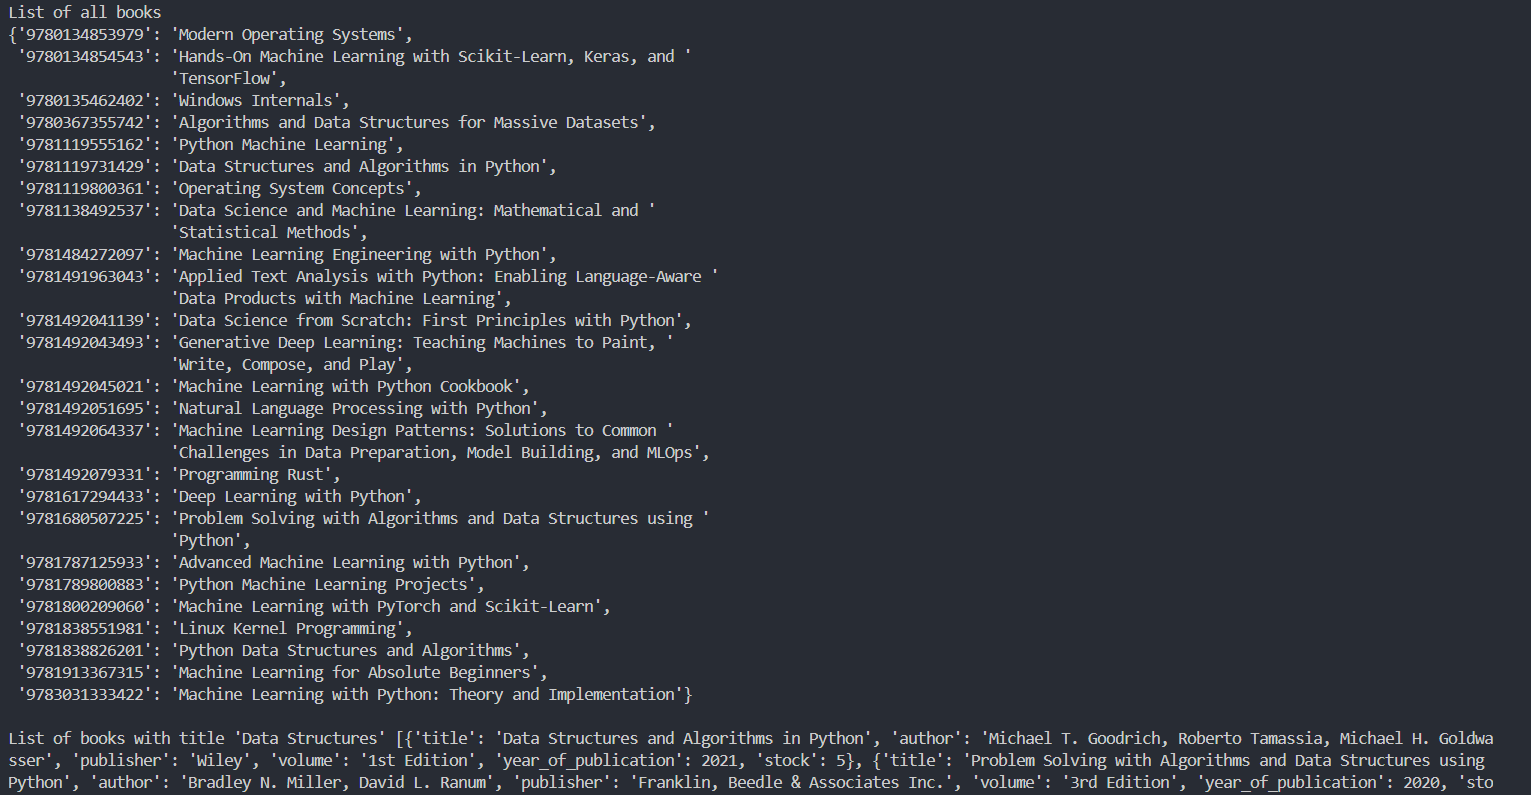 List of all books
{'9780134853979': 'Modern Operating Systems',
 '9780134854543': 'Hands-On Machine Learning with Scikit-Learn, Keras, and '
                  'TensorFlow',
 '9780135462402': 'Windows Internals',
 '9780367355742': 'Algorithms and Data Structures for Massive Datasets',
 '9781119555162': 'Python Machine Learning',
 '9781119731429': 'Data Structures and Algorithms in Python',
 '9781119800361': 'Operating System Concepts',
 '9781138492537': 'Data Science and Machine Learning: Mathematical and '
                  'Statistical Methods',
 '9781484272097': 'Machine Learning Engineering with Python',
 '9781491963043': 'Applied Text Analysis with Python: Enabling Language-Aware '
                  'Data Products with Machine Learning',
 '9781492041139': 'Data Science from Scratch: First Principles with Python',
 '9781492043493': 'Generative Deep Learning: Teaching Machines to Paint, '
                  'Write, Compose, and Play',
 '9781492045021': 'Machine Learning with Python Cookbook',
 '9781492051695': 'Natural Language Processing with Python',
 '9781492064337': 'Machine Learning Design Patterns: Solutions to Common '
                  'Challenges in Data Preparation, Model Building, and MLOps',
 '9781492079331': 'Programming Rust',
 '9781617294433': 'Deep Learning with Python',
 '9781680507225': 'Problem Solving with Algorithms and Data Structures using '
                  'Python',
 '9781787125933': 'Advanced Machine Learning with Python',
 '9781789800883': 'Python Machine Learning Projects',
 '9781800209060': 'Machine Learning with PyTorch and Scikit-Learn',
 '9781838551981': 'Linux Kernel Programming',
 '9781838826201': 'Python Data Structures and Algorithms',
 '9781913367315': 'Machine Learning for Absolute Beginners',
 '9783031333422': 'Machine Learning with Python: Theory and Implementation'}

List of books with title 'Data Structures' [{'title': 'Data Structures and Algorithms in Python', 'author': 'Michael T. Goodrich, Roberto Tamassia, Michael H. Goldwa
sser', 'publisher': 'Wiley', 'volume': '1st Edition', 'year_of_publication': 2021, 'stock': 5}, {'title': 'Problem Solving with Algorithms and Data Structures using
Python', 'author': 'Bradley N. Miller, David L. Ranum', 'publisher': 'Franklin, Beedle & Associates Inc.', 'volume': '3rd Edition', 'year_of_publication': 2020, 'sto